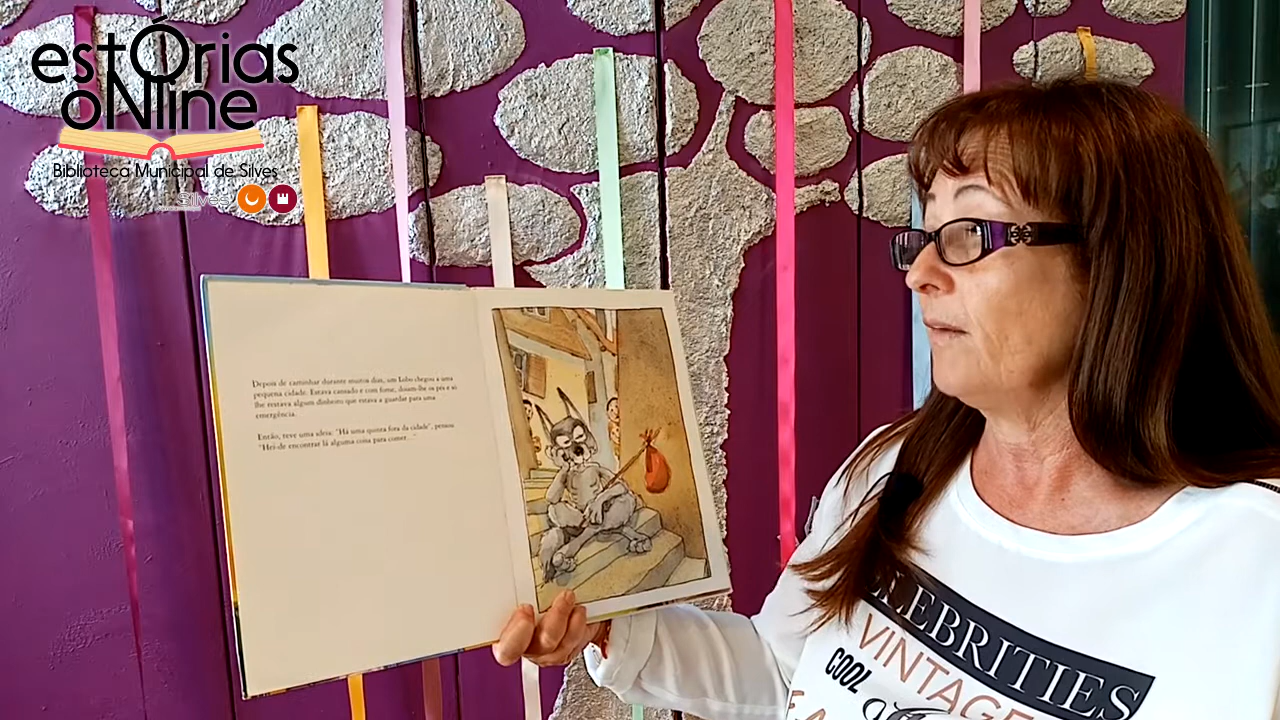 estÓrias
oNline
Biblioteca Municipal de Silves
Silves
Depois de caminhar durante muitos dias, um Lobo chegou a uma
pequena cidade. Estava cansado e com fome, doíam-lhe os pés e só
lhe restava algum dinheiro que estava a guardar para uma
emergência.
Então, teve uma ideia. "Há uma quinta fora da cidade", pensou.
"Hei-de encontrar lá alguma coisa para comer..."
CELEBRITIES
VINTAGE
COOL